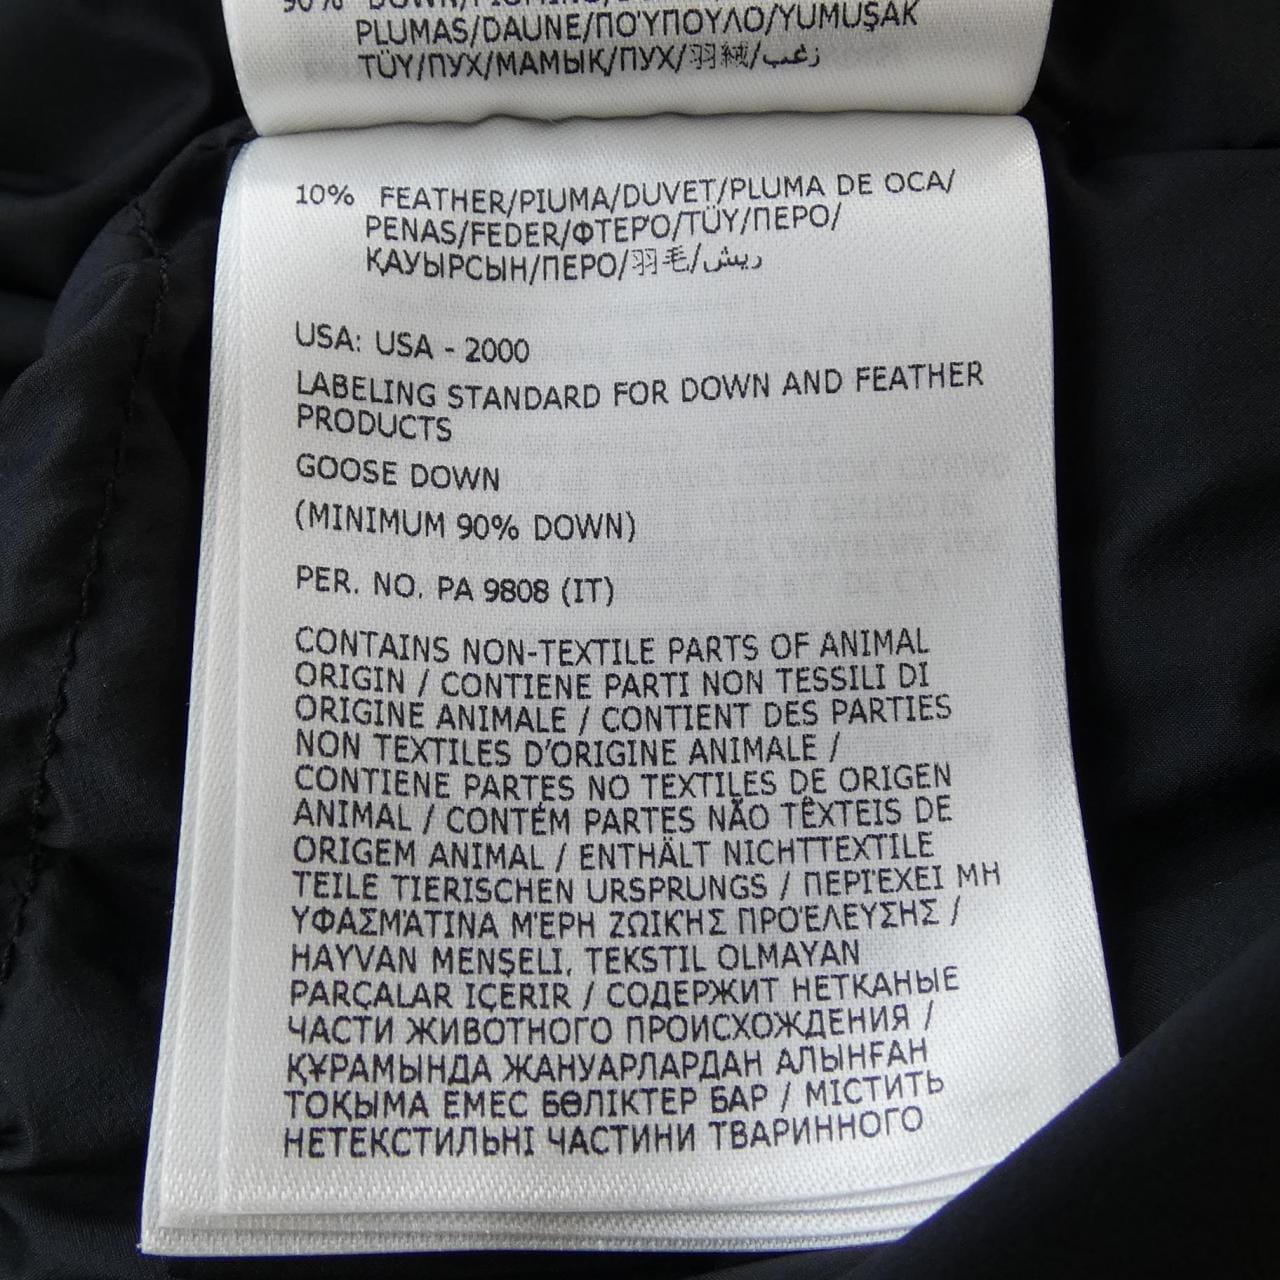 90% DOWN/PIUMINO/
PLUMAS/DAUNE/ΠΟΎΠΟΥΛΟ/YUMUŞAK
TÜY/ПУХ/МАМЫҚ/ПУХ/羽絨/زغب
10% FEATHER/PIUMA/DUVET/PLUMA DE OCA/
PENAS/FEDER/ΦΤΕΡΌ/TÜY/ПЕРО/
ҚАУЫРСЫН/ПЕРО/羽毛/ريش
USA: USA - 2000
LABELING STANDARD FOR DOWN AND FEATHER
PRODUCTS
GOOSE DOWN
(MINIMUM 90% DOWN)
PER. NO. PA 9808 (IT)
CONTAINS NON-TEXTILE PARTS OF ANIMAL
ORIGIN / CONTIENE PARTI NON TESSILI DI
ORIGINE ANIMALE / CONTIENT DES PARTIES
NON TEXTILES D'ORIGINE ANIMALE /
CONTIENE PARTES NO TEXTILES DE ORIGEN
ANIMAL / CONTÉM PARTES NÃO TÊXTEIS DE
ORIGEM ANIMAL / ENTHÄLT NICHTTEXTILE
TEILE TIERISCHEN URSPRUNGS / ΠΕΡΙΈΧΕΙ ΜΗ
ΥΦΑΣΜΆΤΙΝΑ ΜΈΡΗ ΖΩΙΚΉΣ ΠΡΟΈΛΕΥΣΗΣ /
HAYVAN MENŞELI, TEKSTIL OLMAYAN
PARÇALAR IÇERIR / СОДЕРЖИТ НЕТКАНЫЕ
ЧАСТИ ЖИВОТНОГО ПРОИСХОЖДЕНИЯ /
ҚҰРАМЫНДА ЖАНУАРЛАРДАН АЛЫНҒАН
ТОҚЫМА ЕМЕС БӨЛІКТЕР БАР / МІСТИТЬ
НЕТЕКСТИЛЬНІ ЧАСТИНИ ТВАРИННОГО